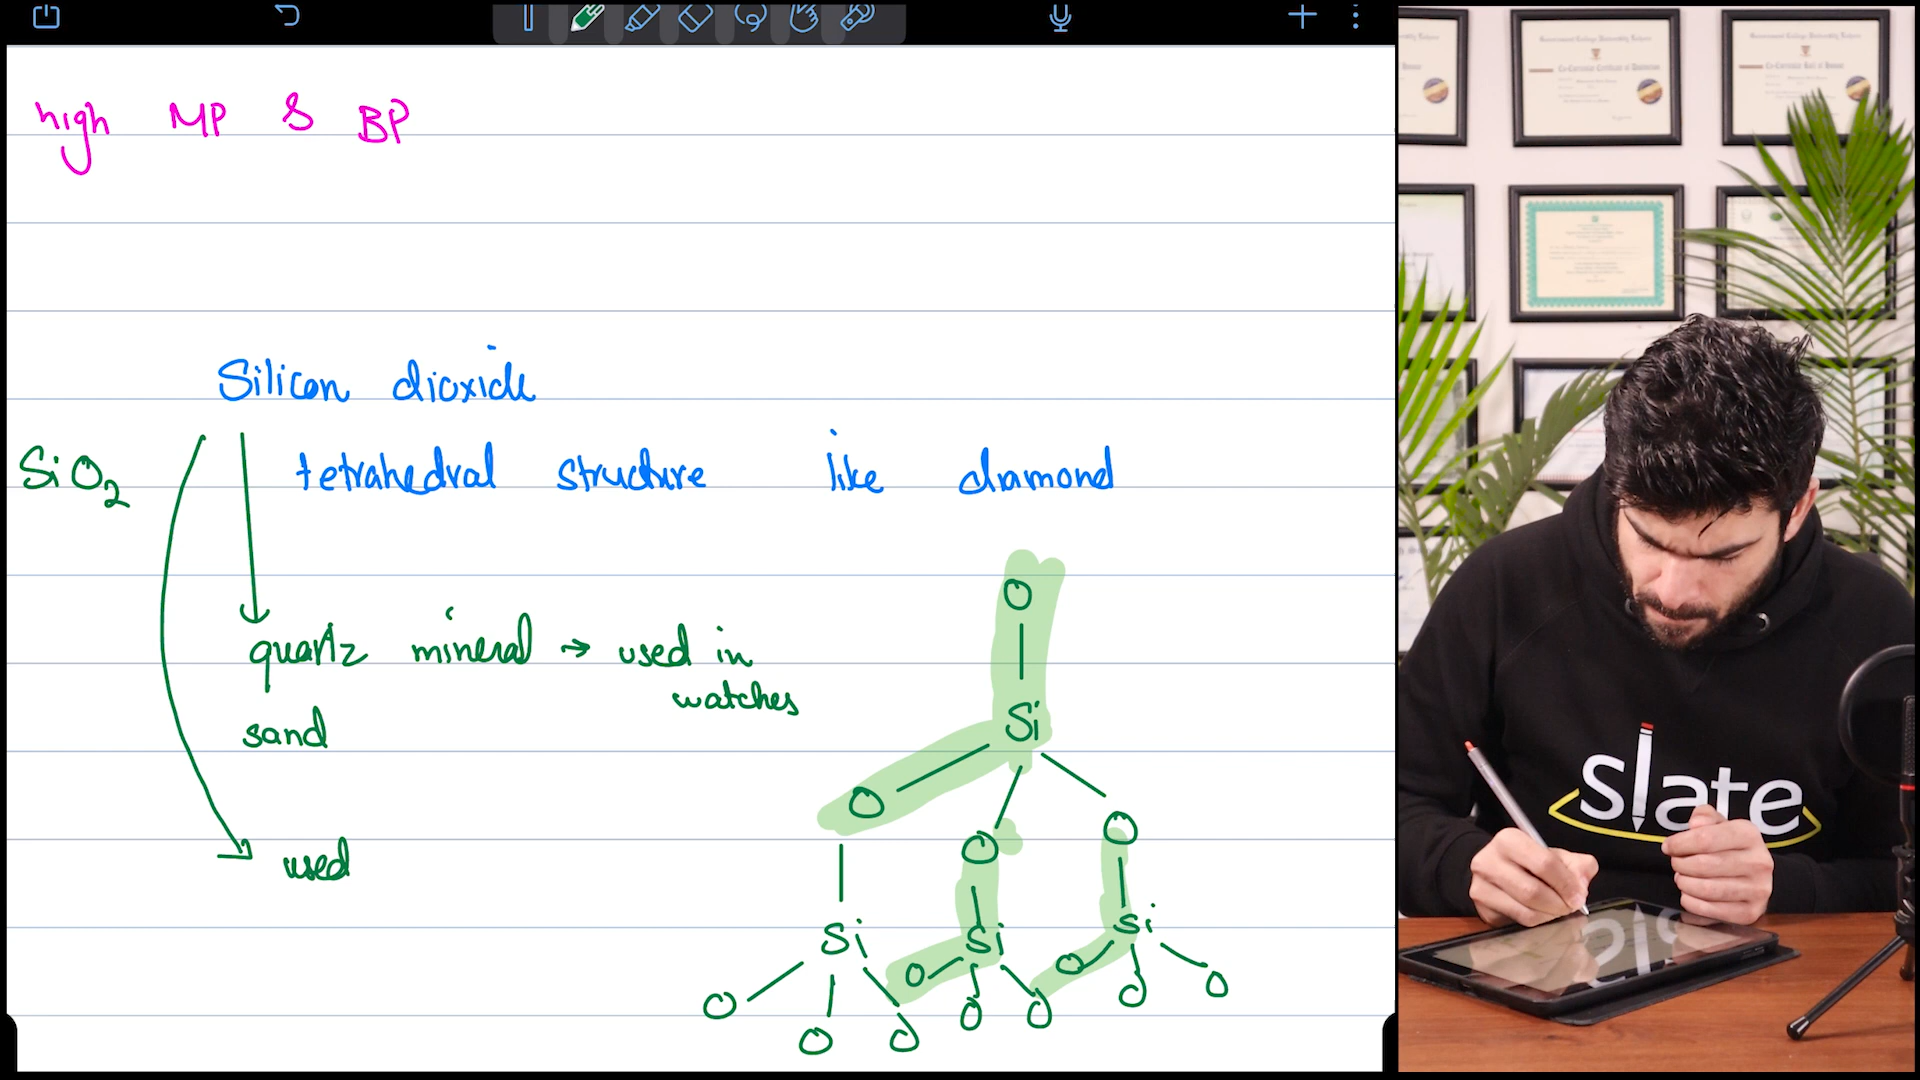 high MP & BP
Silicon dioxide
SiO2
tetrahedral structure like diamond
quartz mineral → used in
watches
sand
used
O
Si
O
O
O
Si
Si
Si
O
O
O
O
O
O
O
O
O
slate